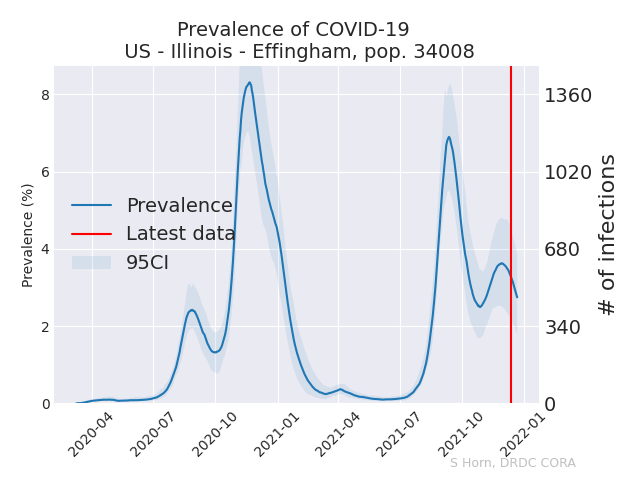 Prevalence of COVID-19
US - Illinois - Effingham, pop. 34008
Prevalence (%)
8
6
4
2
0
1360
1020
680
340
0
# of infections
Prevalence
Latest data
95CI
2020-04
2020-07
2020-10
2021-01
2021-04
2021-07
2021-10
2022-01
S Horn, DRDC CORA